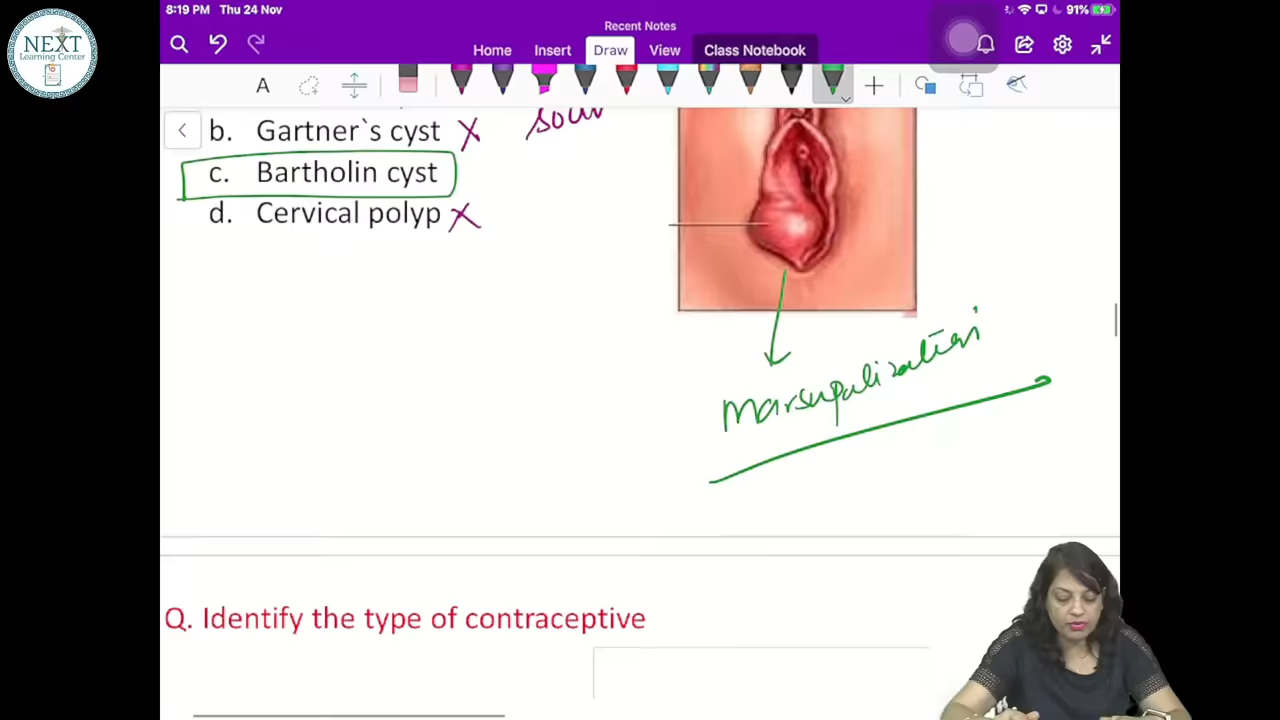 8:19 PM Thu 24 Nov
91%
Recent Notes
NEXT
Learning Center
Home Insert Draw View Class Notebook
A
b. Gartner`s cyst X
c. Bartholin cyst
d. Cervical polyp X
Marsupalization
Q. Identify the type of contraceptive